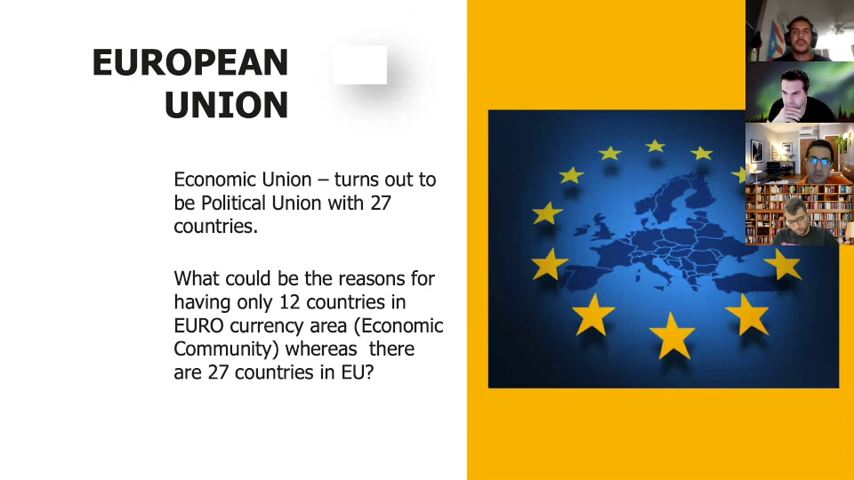 EUROPEAN
UNION
Economic Union – turns out to
be Political Union with 27
countries.
What could be the reasons for
having only 12 countries in
EURO currency area (Economic
Community) whereas  there
are 27 countries in EU?